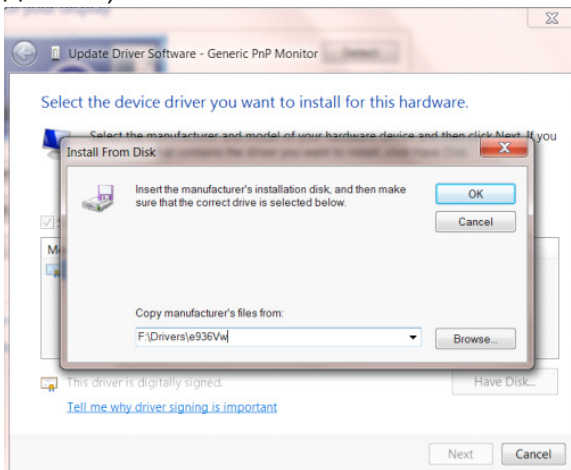 Update Driver Software - Generic PnP Monitor
Select the device driver you want to install for this hardware.
Select the manufacturer and model of your hardware device and then click Next. If you
Install From Disk
Insert the manufacturer's installation disk, and then make
sure that the correct drive is selected below.
OK
Cancel
Copy manufacturer's files from:
F:\Drivers\e936Vw
Browse...
This driver is digitally signed.
Have Disk...
Tell me why driver signing is important
Next
Cancel